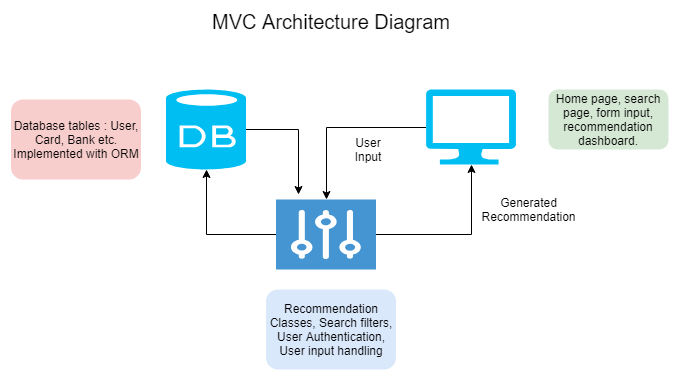 MVC Architecture Diagram
Database tables : User,
Card, Bank etc.
Implemented with ORM
DB
User
Input
Home page, search
page, form input,
recommendation
dashboard.
Generated
Recommendation
Recommendation
Classes, Search filters,
User Authentication,
User input handling